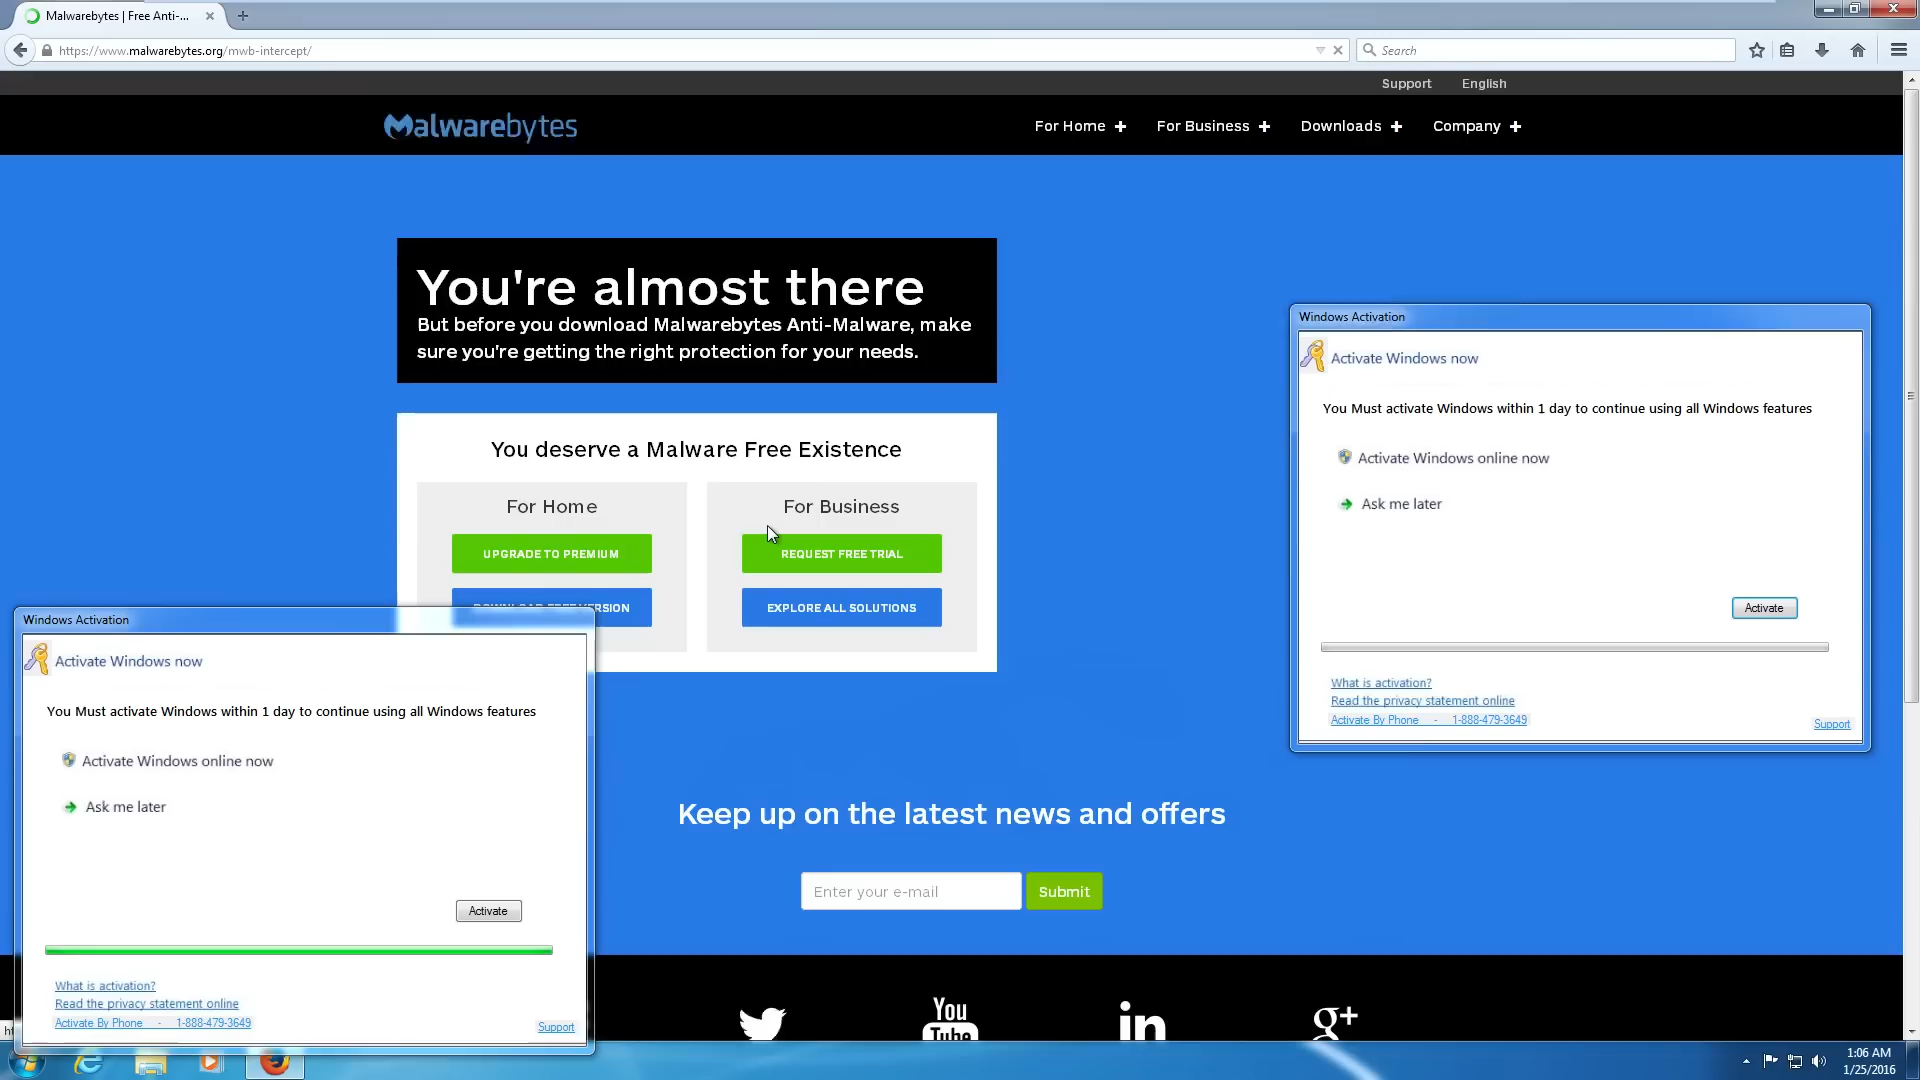 Malwarebytes | Free Anti-...
https://www.malwarebytes.org/mwb-intercept/
Search
Support
English
Malwarebytes
For Home +
For Business +
Downloads +
Company +
You're almost there
But before you download Malwarebytes Anti-Malware, make
sure you're getting the right protection for your needs.
You deserve a Malware Free Existence
For Home
For Business
UPGRADE TO PREMIUM
REQUEST FREE TRIAL
DOWNLOAD FREE VERSION
EXPLORE ALL SOLUTIONS
Windows Activation
Activate Windows now
You Must activate Windows within 1 day to continue using all Windows features
Activate Windows online now
Ask me later
Activate
What is activation?
Read the privacy statement online
Activate By Phone - 1-888-479-3649
Support
Windows Activation
Activate Windows now
You Must activate Windows within 1 day to continue using all Windows features
Activate Windows online now
Ask me later
Activate
What is activation?
Read the privacy statement online
Activate By Phone - 1-888-479-3649
Support
Keep up on the latest news and offers
Enter your e-mail
Submit
You
Tube
in
g+
1:06 AM
1/25/2016